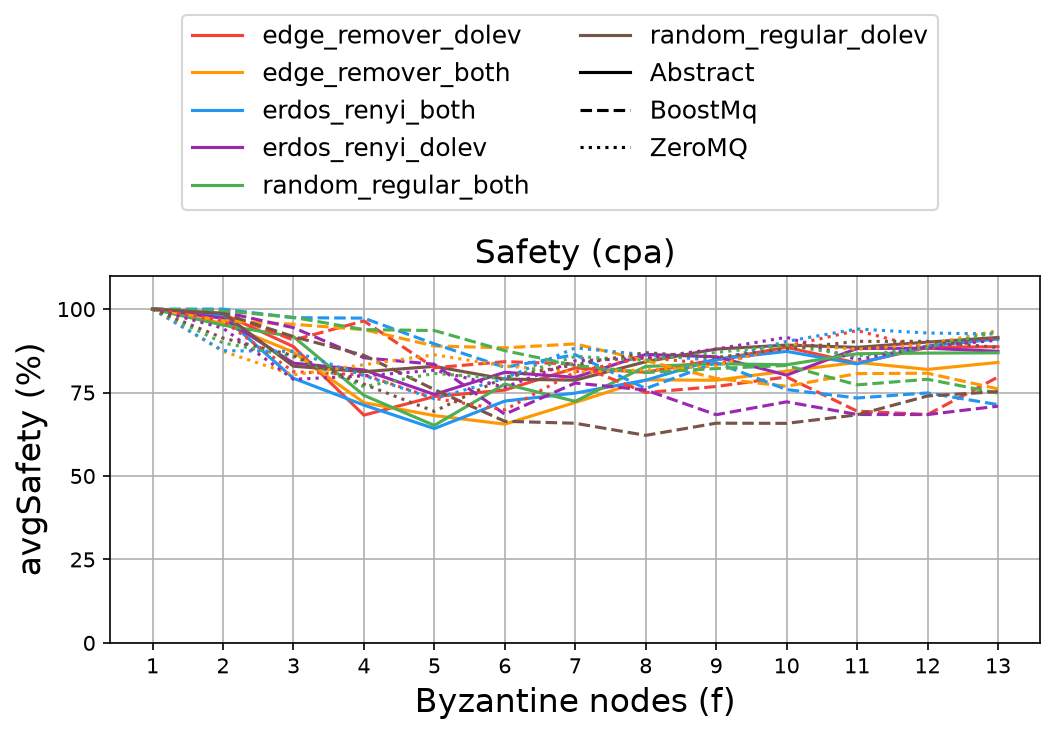 edge_remover_dolev
edge_remover_both
erdos_renyi_both
erdos_renyi_dolev
random_regular_both
random_regular_dolev
Abstract
BoostMq
ZeroMQ
Safety (cpa)
avgSafety (%)
100
75
50
25
0
1 2 3 4 5 6 7 8 9 10 11 12 13
Byzantine nodes (f)